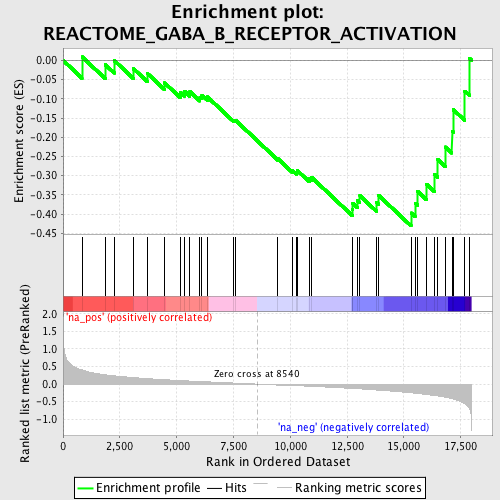 Enrichment plot:
REACTOME_GABA_B_RECEPTOR_ACTIVATION
Enrichment score (ES)
0.00
-0.05
-0.10
-0.15
-0.20
-0.25
-0.30
-0.35
-0.40
-0.45
'na_pos' (positively correlated)
Ranked list metric (PreRanked)
2.0
1.5
1.0
0.5
0.0
-0.5
-1.0
Zero cross at 8540
'na_neg' (negatively correlated)
0
2,500
5,000
7,500
10,000
12,500
15,000
17,500
Rank in Ordered Dataset
Enrichment profile
Hits
Ranking metric scores